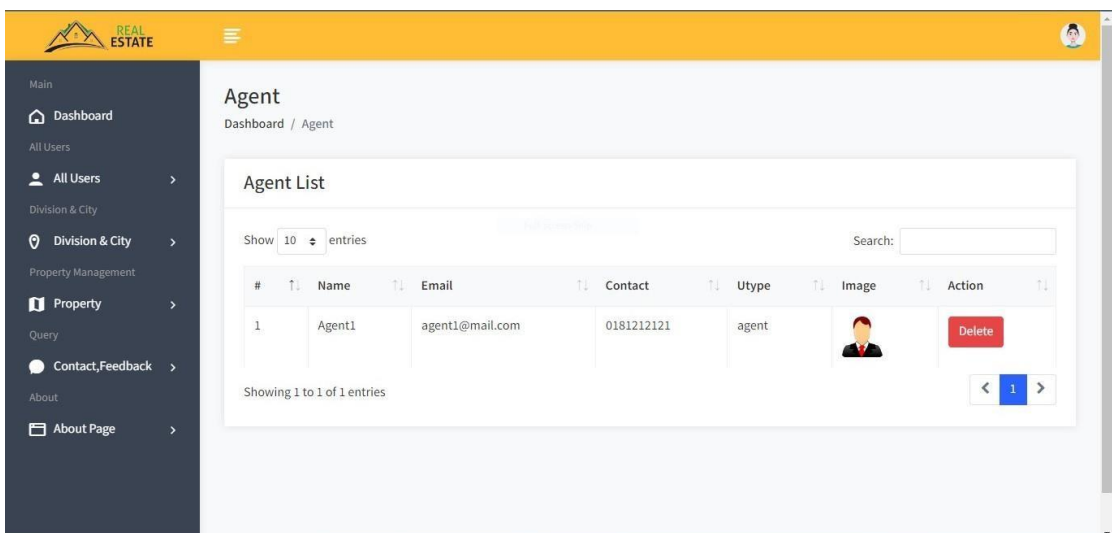 REAL
ESTATE
Main
Dashboard
All Users
All Users
Division & City
Division & City
Property Management
Property
Query
Contact,Feedback
About
About Page
Agent
Dashboard / Agent
Agent List
Show 10 entries
Search:
# Name Email Contact Utype Image Action
1 Agent1 agent1@mail.com 0181212121 agent Delete
Showing 1 to 1 of 1 entries
1